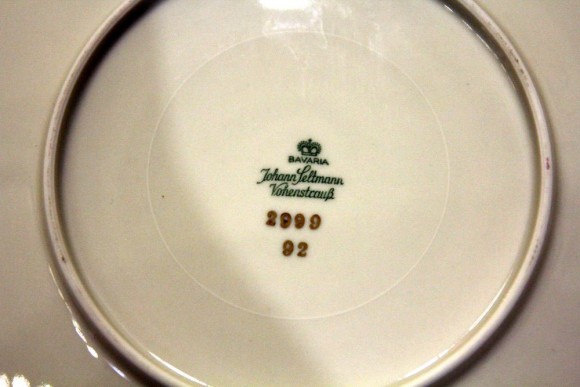 BAVARIA
Johann Seltmann
Vohenstrauß
2999
92